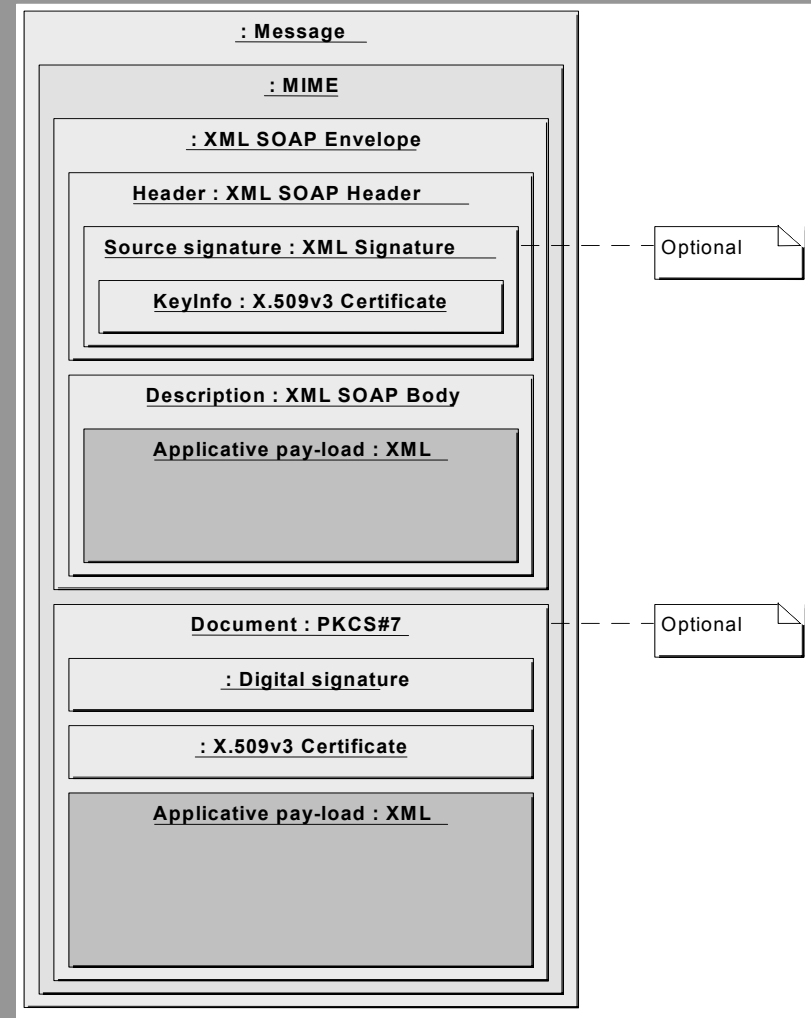 : Message
: MIME
: XML SOAP Envelope
Header : XML SOAP Header
Source signature : XML Signature
Optional
KeyInfo : X.509v3 Certificate
Description : XML SOAP Body
Applicative pay-load : XML
Document : PKCS#7
Optional
: Digital signature
: X.509v3 Certificate
Applicative pay-load : XML